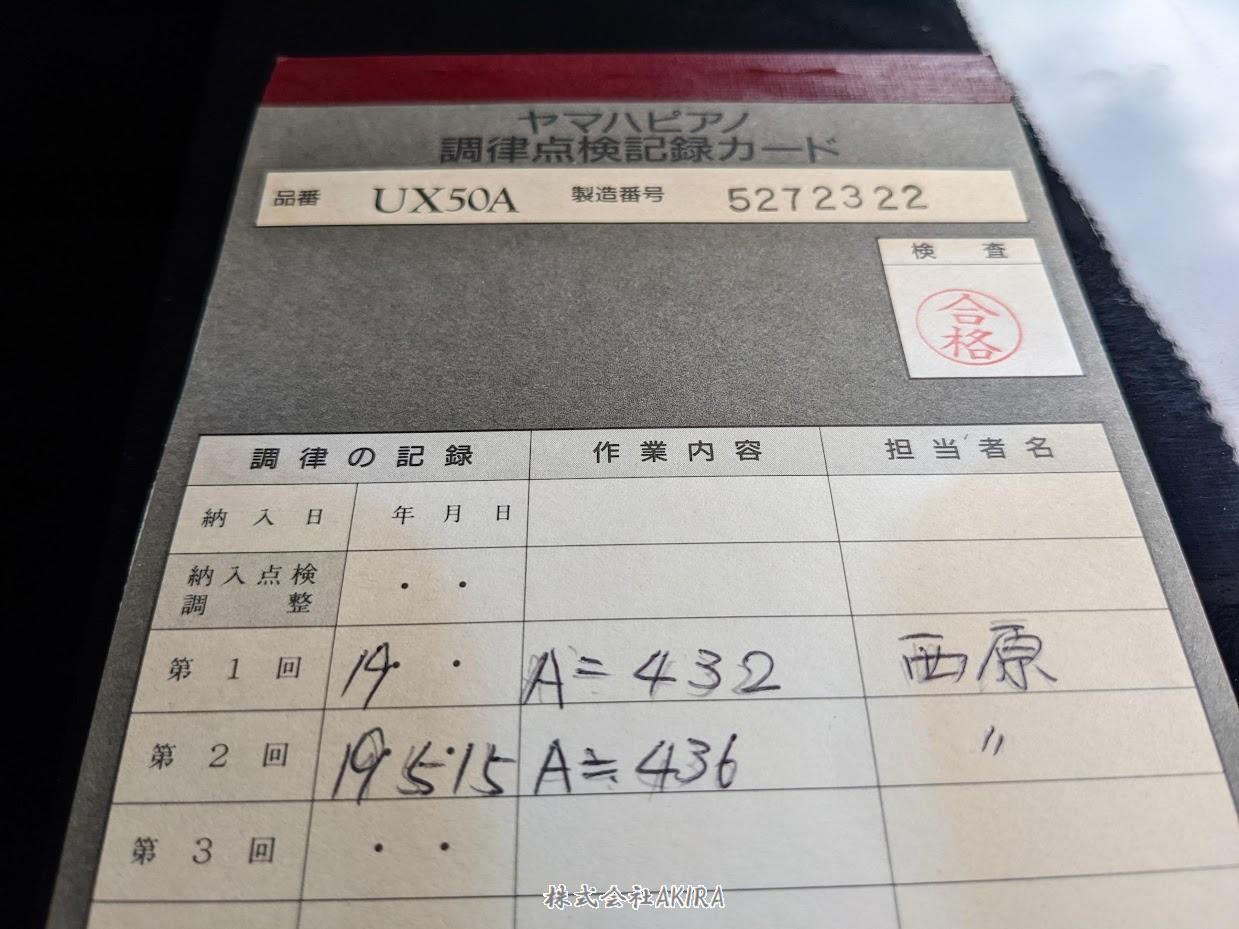 ヤマハピアノ
調律点検記録カード
品番 UX50A 製造番号 5272322
検査
合格
調律の記録 作業内容 担当者名
納入日 年 月 日
納入点検
調整 ・ ・
第1回 14・ ・ A=432 西原
第2回 19・5・15 A≒436 〃
第3回 ・ ・
株式会社AKIRA